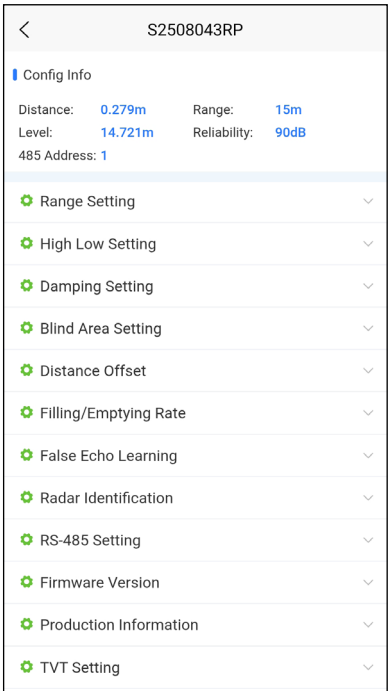 S2508043RP
Config Info
Distance: 0.279m Range: 15m
Level: 14.721m Reliability: 90dB
485 Address: 1
Range Setting
High Low Setting
Damping Setting
Blind Area Setting
Distance Offset
Filling/Emptying Rate
False Echo Learning
Radar Identification
RS-485 Setting
Firmware Version
Production Information
TVT Setting